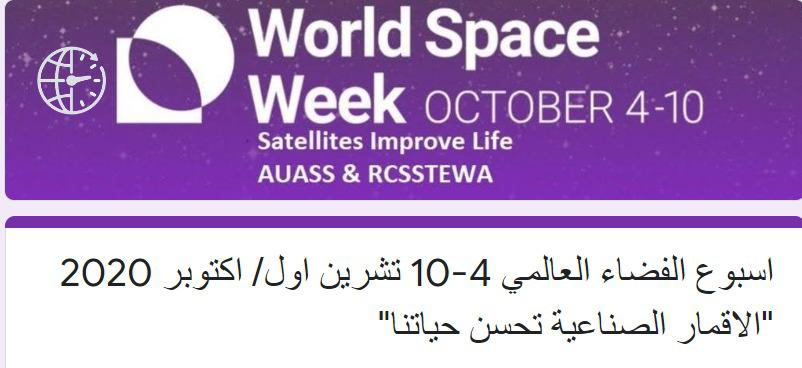 World Space
Week OCTOBER 4-10
Satellites Improve Life
AUASS & RCSSTEWA
اسبوع الفضاء العالمي 4-10 تشرين اول/ اكتوبر 2020
"الاقمار الصناعية تحسن حياتنا"